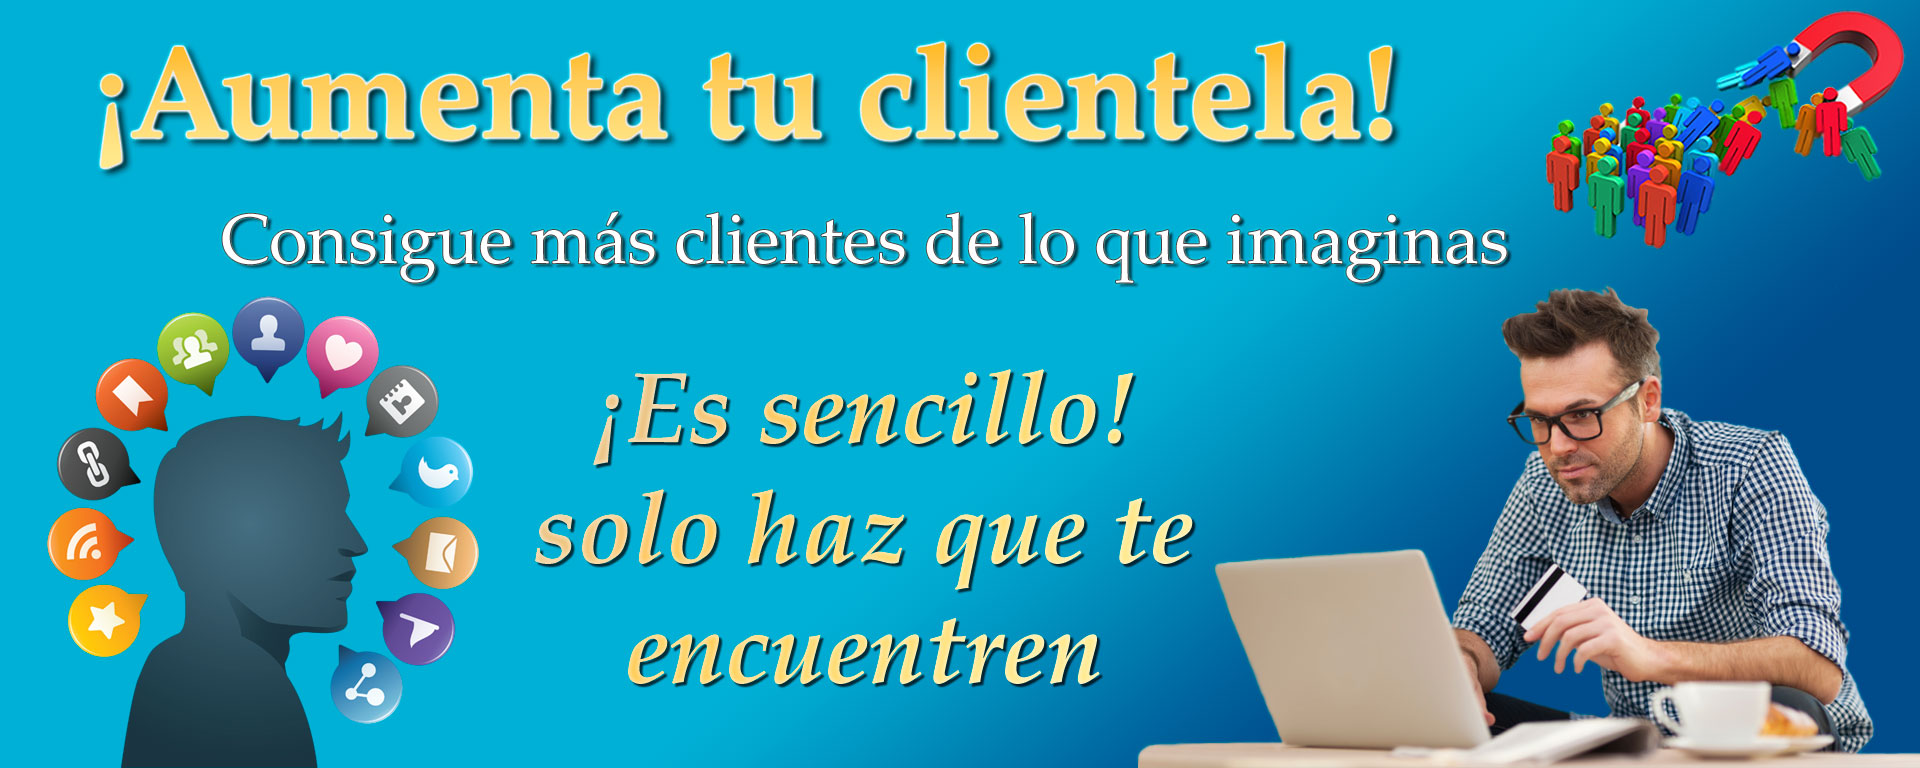 ¡Aumenta tu clientela!
Consigue más clientes de lo que imaginas
¡Es sencillo!
solo haz que te
encuentren